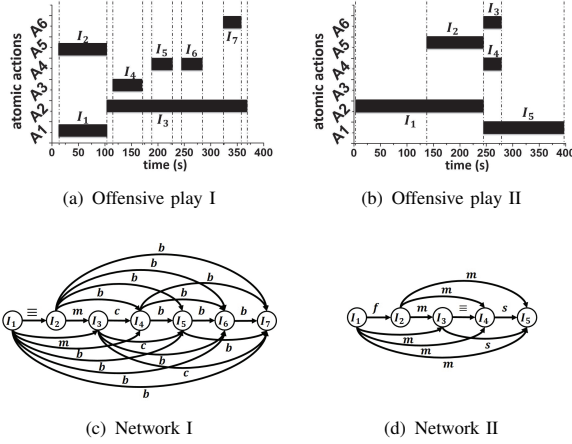 atomic actions
A6
A5
A4
A3
A2
A1
I2
I5
I6
I7
I4
I1
I3
0 50 100 150 200 250 300 350 400
time (s)
(a) Offensive play I
atomic actions
A6
A5
A4
A3
A2
A1
I3
I2
I4
I1
I5
0 50 100 150 200 250 300 350 400
time (s)
(b) Offensive play II
b
b
b
b
b
I1 ≡ I2 m I3 c I4 b I5 b I6 b I7
m
c
b
b
b
c
b
b
(c) Network I
m
m
I1 f I2 m I3 ≡ I4 s I5
m
s
m
m
(d) Network II